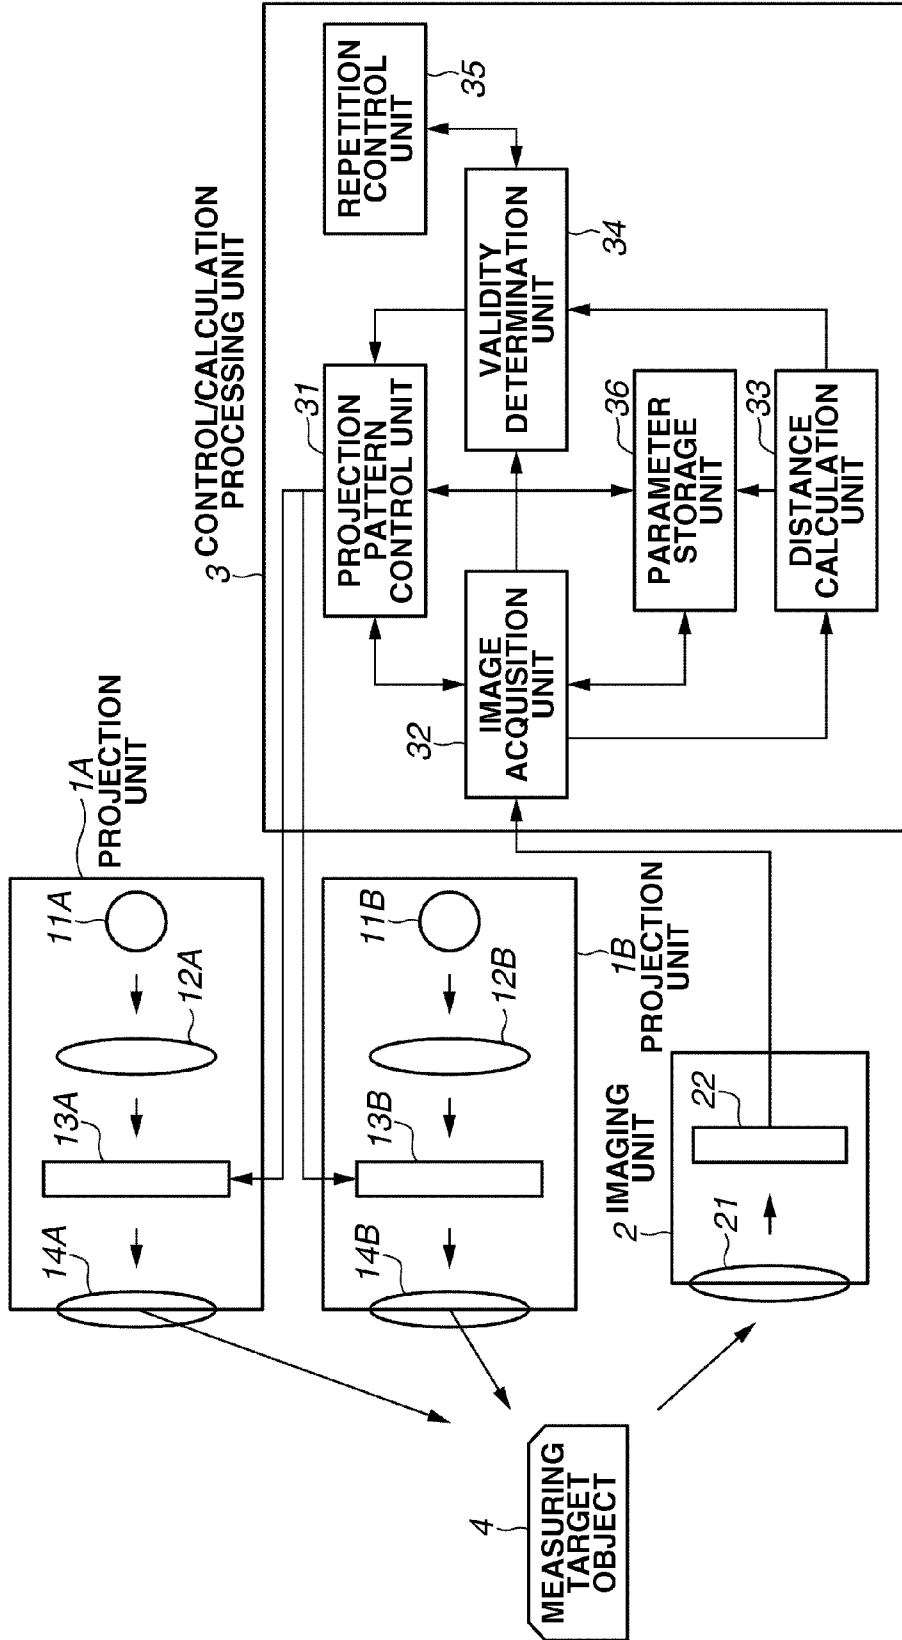 1A
PROJECTION
UNIT
11A
12A
13A
14A
11B
12B
13B
14B
1B
PROJECTION
UNIT
2
IMAGING
UNIT
21
22
4
MEASURING
TARGET
OBJECT
3
CONTROL/CALCULATION
PROCESSING UNIT
31
PROJECTION
PATTERN
CONTROL UNIT
REPETITION
CONTROL
UNIT
35
32
IMAGE
ACQUISITION
UNIT
VALIDITY
DETERMINATION
UNIT
34
36
PARAMETER
STORAGE
UNIT
33
DISTANCE
CALCULATION
UNIT